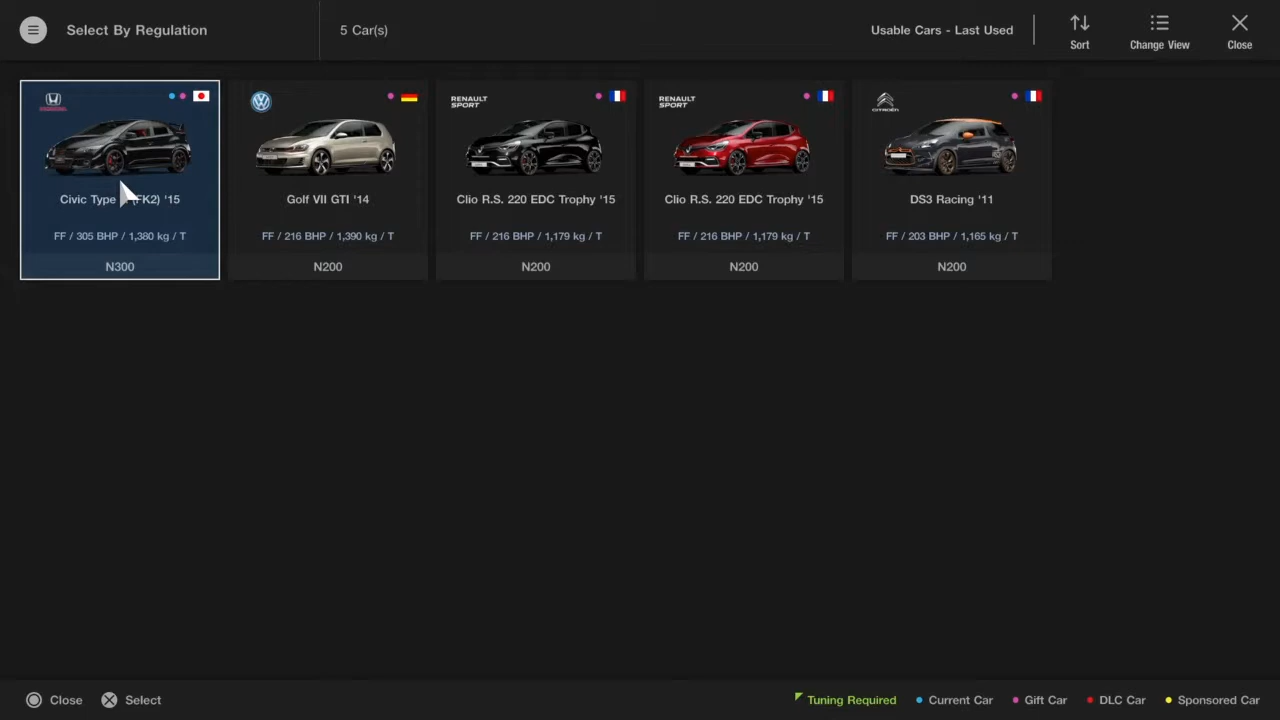 Select By Regulation
5 Car(s)
Usable Cars - Last Used
Sort
Change View
Close
Civic Type (FK2) '15
FF / 305 BHP / 1,380 kg / T
N300
Golf VII GTI '14
FF / 216 BHP / 1,390 kg / T
N200
RENAULT
SPORT
Clio R.S. 220 EDC Trophy '15
FF / 216 BHP / 1,179 kg / T
N200
RENAULT
SPORT
Clio R.S. 220 EDC Trophy '15
FF / 216 BHP / 1,179 kg / T
N200
CITROËN
DS3 Racing '11
FF / 203 BHP / 1,165 kg / T
N200
Close
Select
Tuning Required
Current Car
Gift Car
DLC Car
Sponsored Car